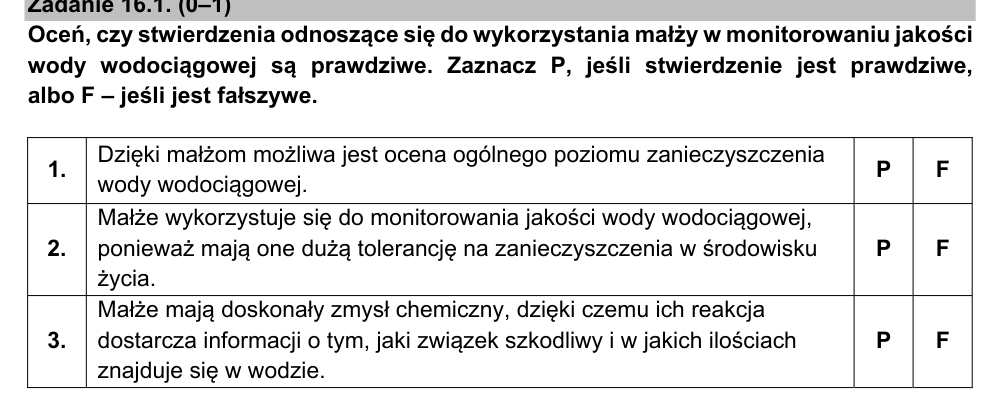 Zadanie 16.1. (0–1)
Oceń, czy stwierdzenia odnoszące się do wykorzystania małży w monitorowaniu jakości
wody wodociągowej są prawdziwe. Zaznacz P, jeśli stwierdzenie jest prawdziwe,
albo F – jeśli jest fałszywe.
1. Dzięki małżom możliwa jest ocena ogólnego poziomu zanieczyszczenia P F
wody wodociągowej.
Małże wykorzystuje się do monitorowania jakości wody wodociągowej,
2. ponieważ mają one dużą tolerancję na zanieczyszczenia w środowisku P F
życia.
Małże mają doskonały zmysł chemiczny, dzięki czemu ich reakcja
3. dostarcza informacji o tym, jaki związek szkodliwy i w jakich ilościach P F
znajduje się w wodzie.